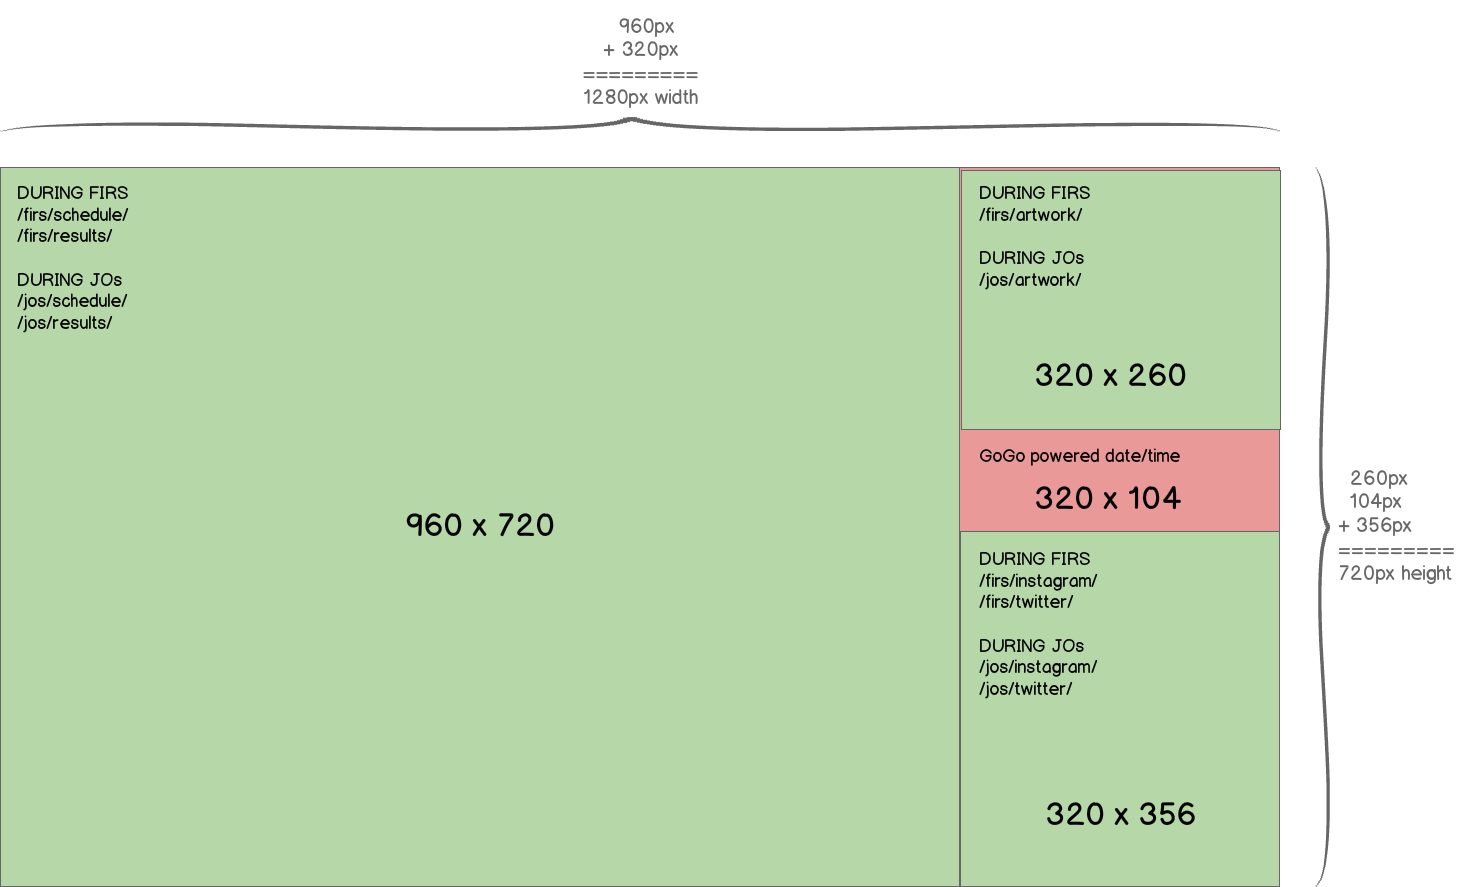 960px
+ 320px
=========
1280px width
DURING FIRS
/firs/schedule/
/firs/results/
DURING JOs
/jos/schedule/
/jos/results/
960 x 720
DURING FIRS
/firs/artwork/
DURING JOs
/jos/artwork/
320 x 260
GoGo powered date/time
320 x 104
DURING FIRS
/firs/instagram/
/firs/twitter/
DURING JOs
/jos/instagram/
/jos/twitter/
320 x 356
260px
104px
+ 356px
=========
720px height